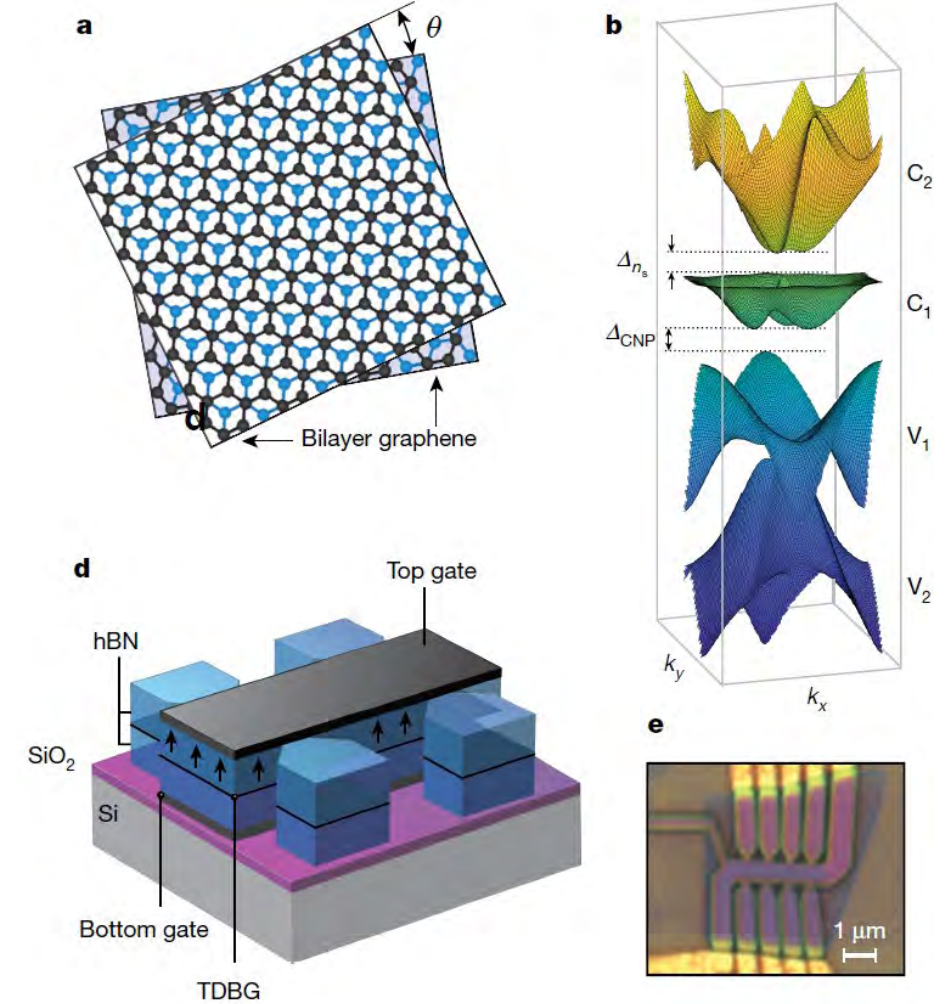 a
θ
d
Bilayer graphene
b
C2
Δns
C1
ΔCNP
V1
V2
ky
kx
d
Top gate
hBN
SiO2
Si
Bottom gate
TDBG
e
1 μm